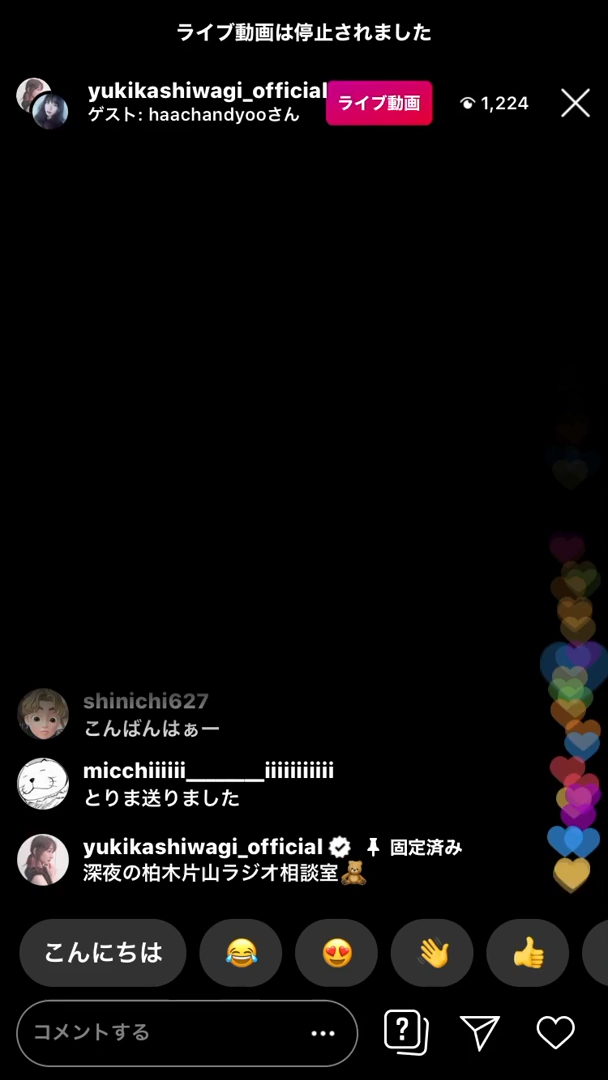 ライブ動画は停止されました
yukikashiwagi_official
ゲスト: haachandyooさん
ライブ動画
1,224
shinichi627
こんばんはぁー
micchiiiiii________iiiiiiiiiii
とりま送りました
yukikashiwagi_official 固定済み
深夜の柏木片山ラジオ相談室🧸
こんにちは
コメントする